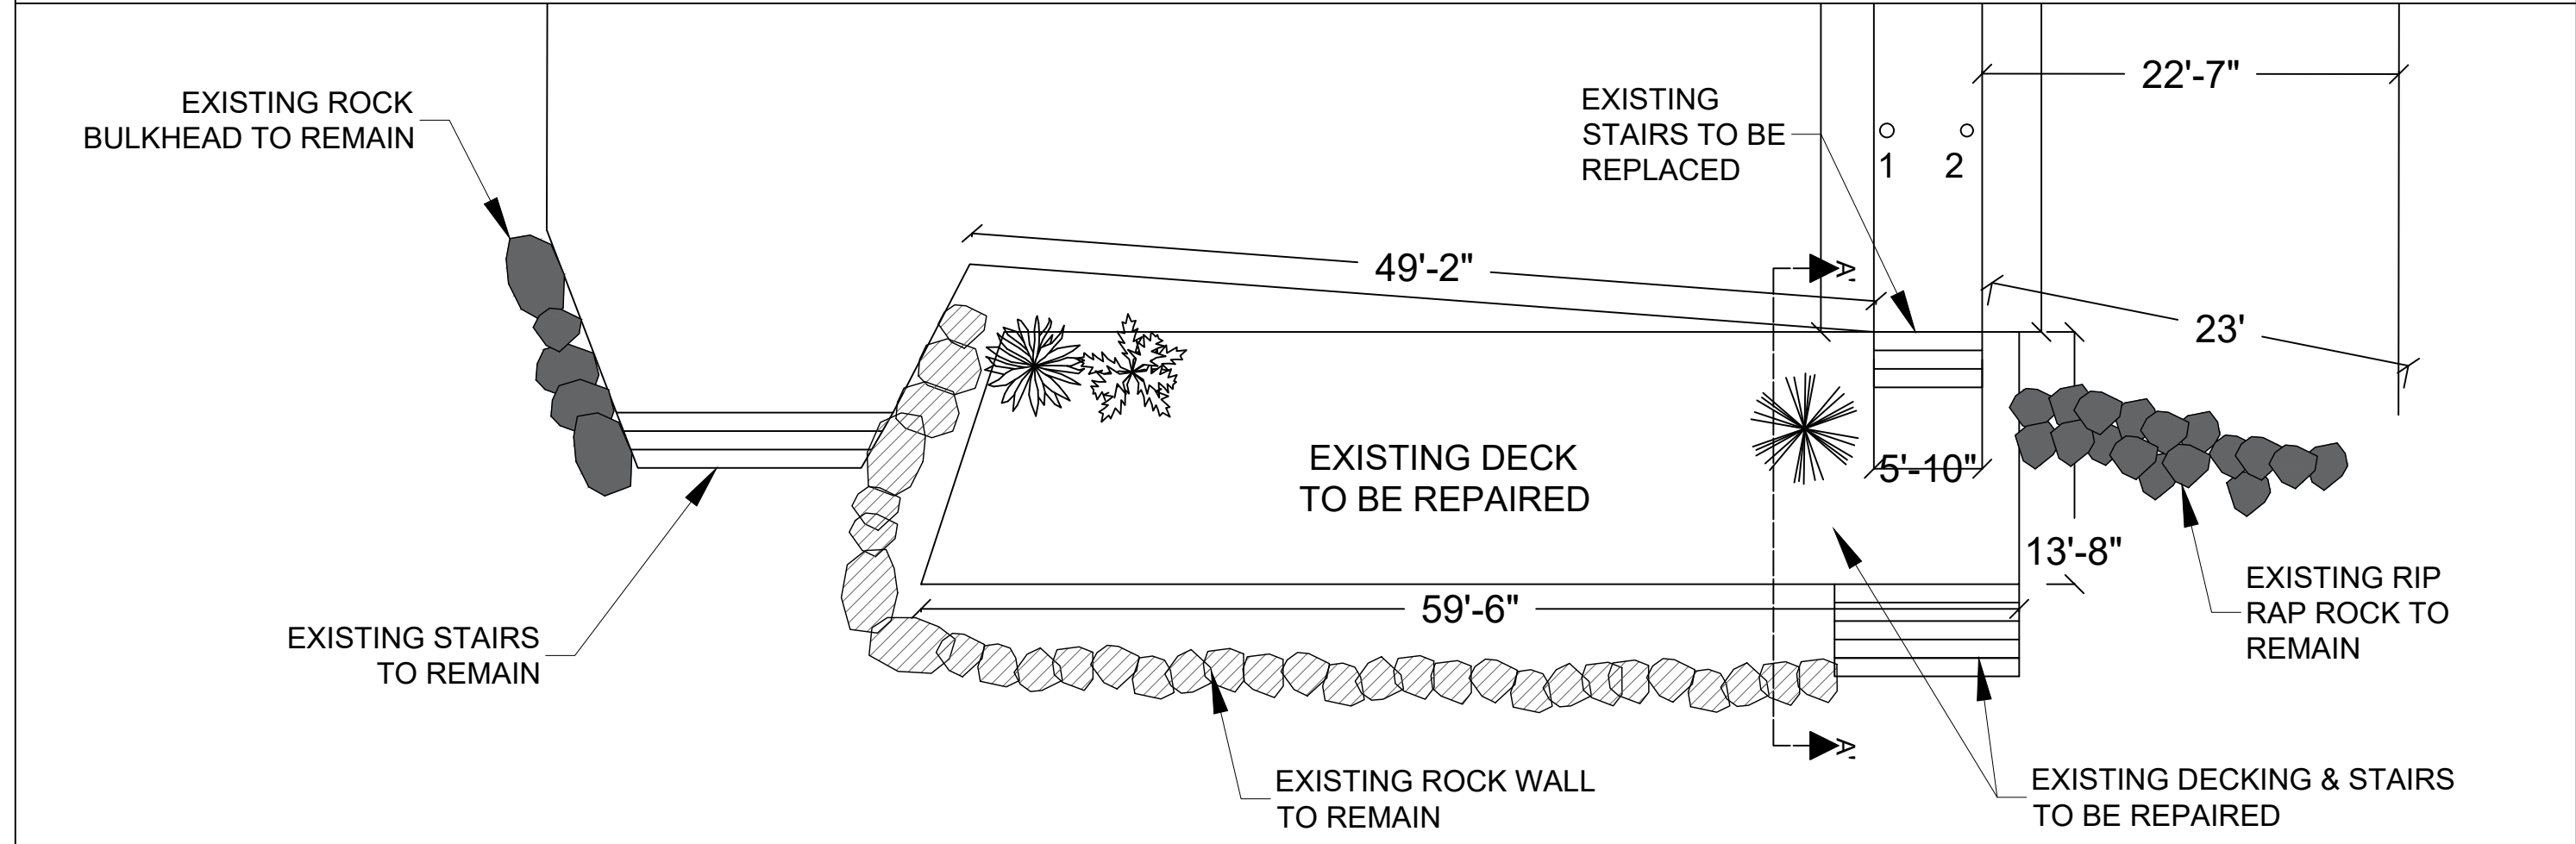 EXISTING ROCK
BULKHEAD TO REMAIN
EXISTING
STAIRS TO BE
REPLACED
22'-7"
1 2
49'-2"
A'
23'
EXISTING DECK
TO BE REPAIRED
5'-10"
13'-8"
59'-6"
EXISTING STAIRS
TO REMAIN
EXISTING RIP
RAP ROCK TO
REMAIN
A'
EXISTING ROCK WALL
TO REMAIN
EXISTING DECKING & STAIRS
TO BE REPAIRED